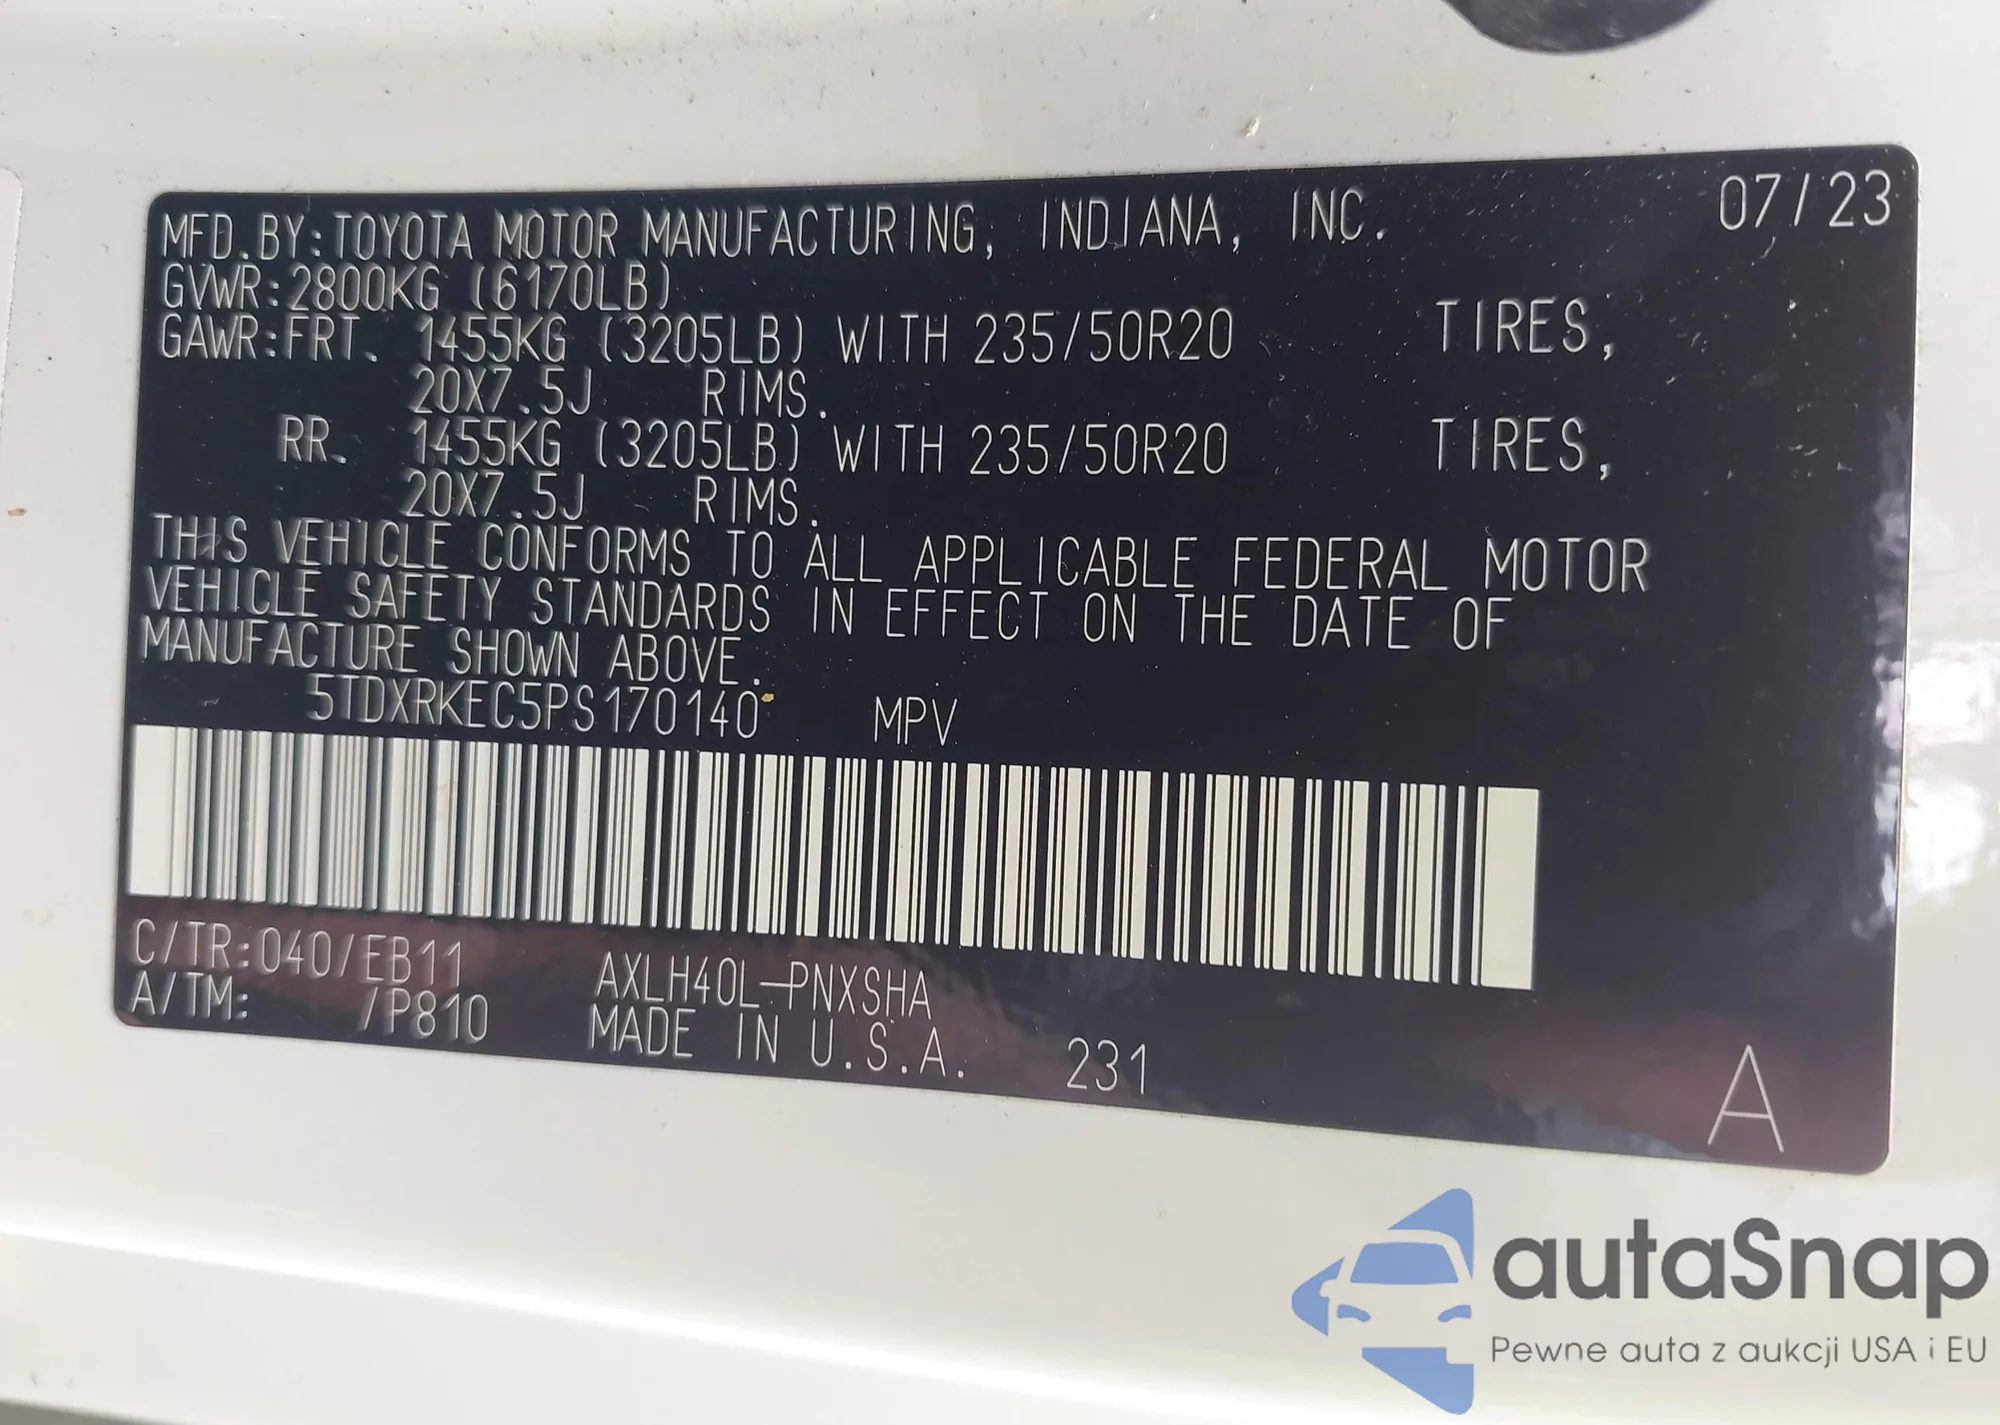 07/23
MFD.BY:TOYOTA MOTOR MANUFACTURING, INDIANA, INC.
GVWR:2800KG (6170LB)
GAWR:FRT. 1455KG (3205LB) WITH 235/50R20 TIRES,
20X7.5J RIMS.
RR. 1455KG (3205LB) WITH 235/50R20 TIRES,
20X7.5J RIMS.
THIS VEHICLE CONFORMS TO ALL APPLICABLE FEDERAL MOTOR
VEHICLE SAFETY STANDARDS IN EFFECT ON THE DATE OF
MANUFACTURE SHOWN ABOVE.
5TDXRKEC5PS170140 MPV
C/TR:040/EB11 AXLH40L-PNXSHA
A/TM: /P810 MADE IN U.S.A. 231
A
autaSnap
Pewne auta z aukcji USA i EU